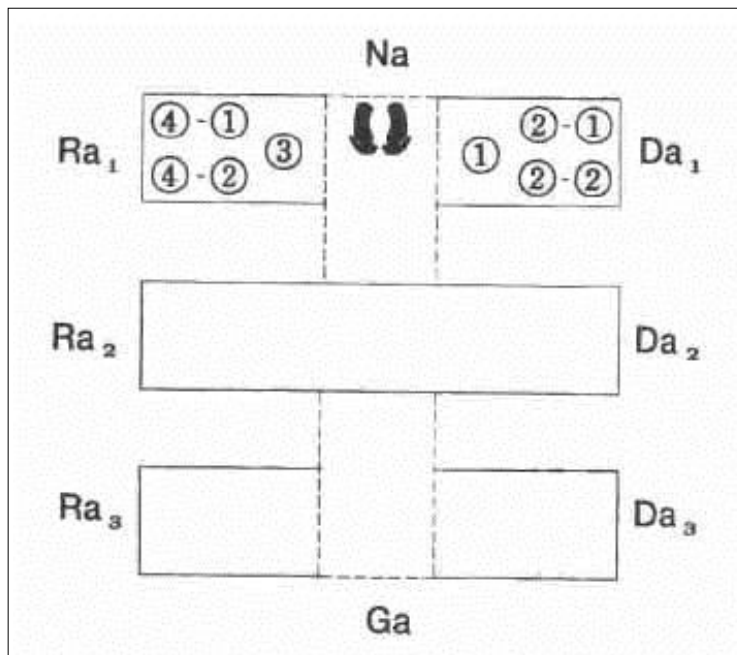 Na
Ra₁ ④-① ③ ① ②-① Da₁
④-② ②-②
Ra₂ Da₂
Ra₃ Da₃
Ga